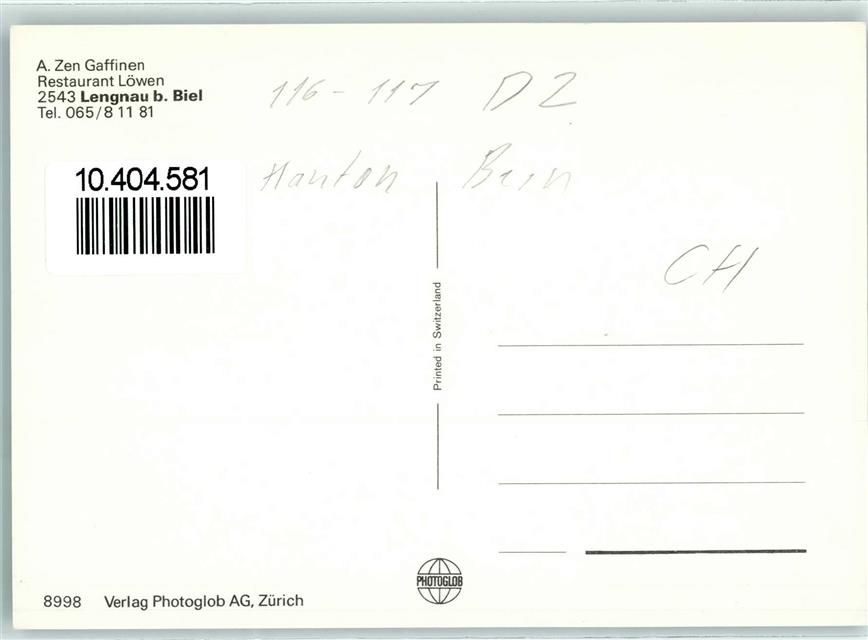 A. Zen Gaffinen
Restaurant Löwen
2543 Lengnau b. Biel
Tel. 065/8 11 81
116 - 117 D2
10.404.581
Kanton Bern
CH
Printed in Switzerland
PHOTOGLOB
8998 Verlag Photoglob AG, Zürich